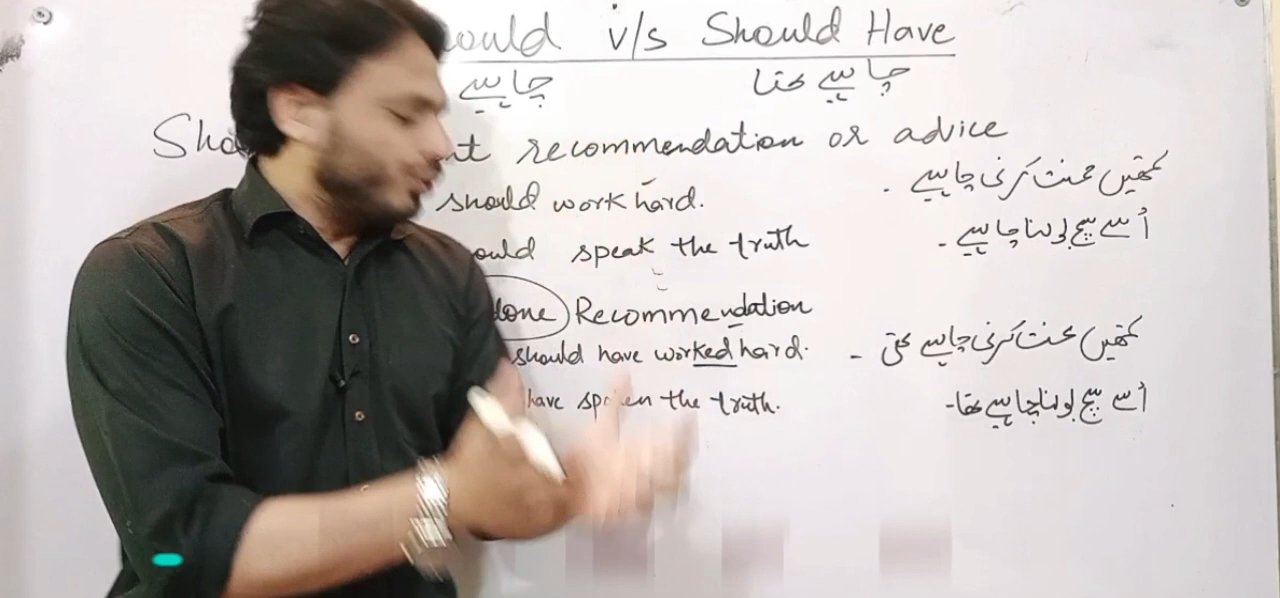 ould v/s Should Have
چاہیے چاہیے تھا
Sho nt recommendation or advice
should work hard. تمھیں محنت کرنی چاہیے ۔
ould speak the truth اُسے سچ بولنا چاہیے ۔
done Recommendation
should have worked hard. تمھیں محنت کرنی چاہیے تھی ۔
have spoken the truth. اُسے سچ بولنا چاہیے تھا۔